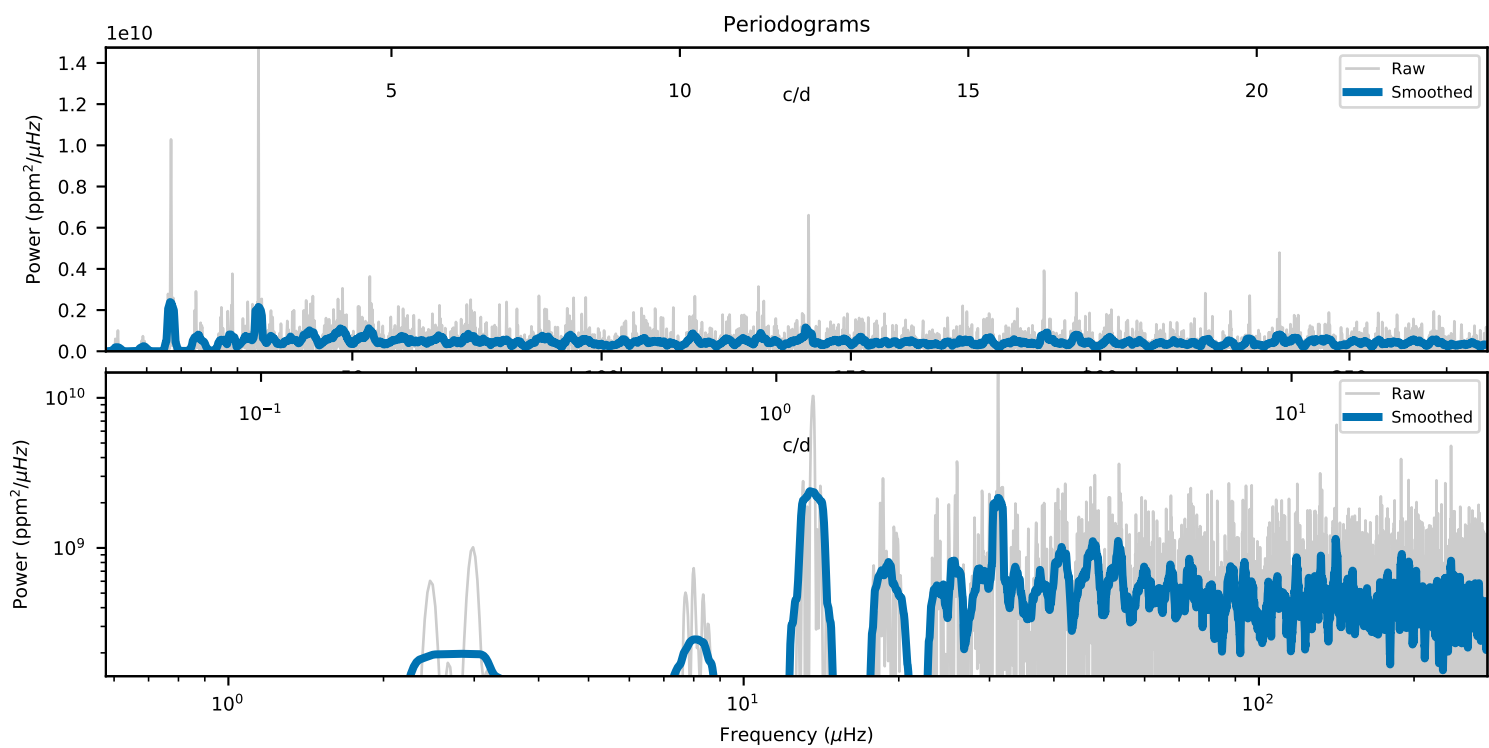 Periodograms
1e10
1.4
1.2
1.0
0.8
0.6
0.4
0.2
0.0
Power (ppm²/μHz)
5 10 15 20
c/d
Raw
Smoothed
10⁻¹ 10⁰ 10¹
c/d
Raw
Smoothed
10¹⁰
10⁹
Power (ppm²/μHz)
10⁰ 10¹ 10²
Frequency (μHz)